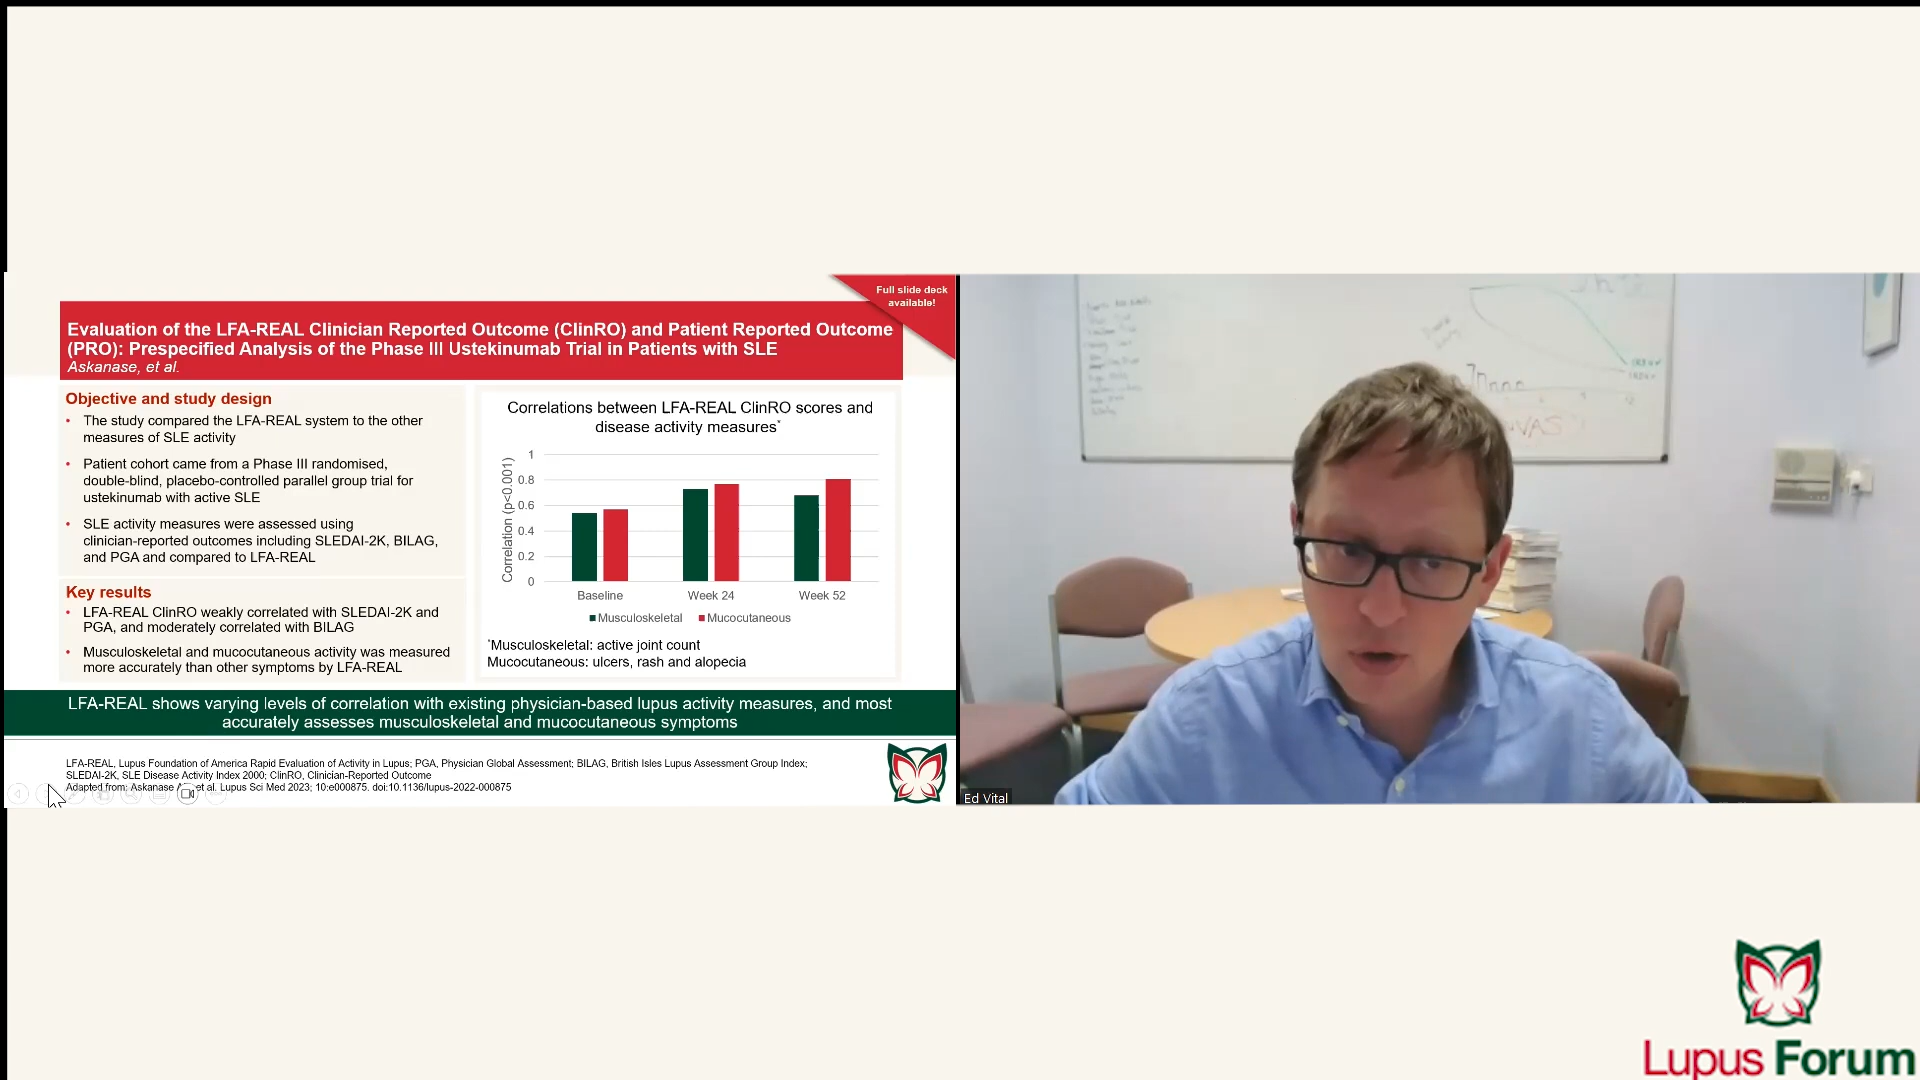 Full slide deck
available!
Evaluation of the LFA-REAL Clinician Reported Outcome (ClinRO) and Patient Reported Outcome
(PRO): Prespecified Analysis of the Phase III Ustekinumab Trial in Patients with SLE
Askanase, et al.
Objective and study design
• The study compared the LFA-REAL system to the other
measures of SLE activity
• Patient cohort came from a Phase III randomised,
double-blind, placebo-controlled parallel group trial for
ustekinumab with active SLE
• SLE activity measures were assessed using
clinician-reported outcomes including SLEDAI-2K, BILAG,
and PGA and compared to LFA-REAL
Key results
• LFA-REAL ClinRO weakly correlated with SLEDAI-2K and
PGA, and moderately correlated with BILAG
• Musculoskeletal and mucocutaneous activity was measured
more accurately than other symptoms by LFA-REAL
Correlations between LFA-REAL ClinRO scores and
disease activity measures*
Correlation (p<0.001)
1
0.8
0.6
0.4
0.2
0
Baseline
Week 24
Week 52
Musculoskeletal
Mucocutaneous
*Musculoskeletal: active joint count
Mucocutaneous: ulcers, rash and alopecia
LFA-REAL shows varying levels of correlation with existing physician-based lupus activity measures, and most
accurately assesses musculoskeletal and mucocutaneous symptoms
LFA-REAL, Lupus Foundation of America Rapid Evaluation of Activity in Lupus; PGA, Physician Global Assessment; BILAG, British Isles Lupus Assessment Group Index;
SLEDAI-2K, SLE Disease Activity Index 2000; ClinRO, Clinician-Reported Outcome
Adapted from: Askanase et al. Lupus Sci Med 2023; 10:e000875. doi:10.1136/lupus-2022-000875
Ed Vital
Lupus Forum